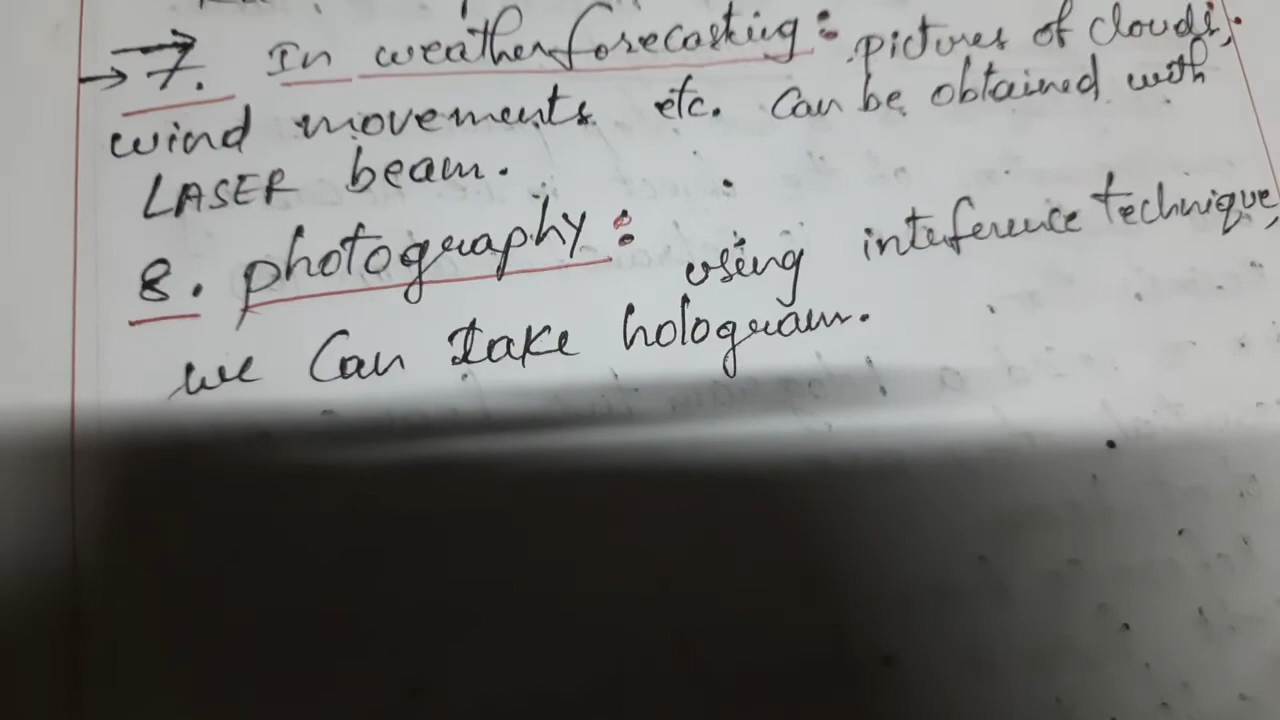 → 7. In weather forecasting: pictures of clouds,
→ wind movements etc. Can be obtained with
LASER beam.
8. photography: using inteference technique,
we Can take hologram.